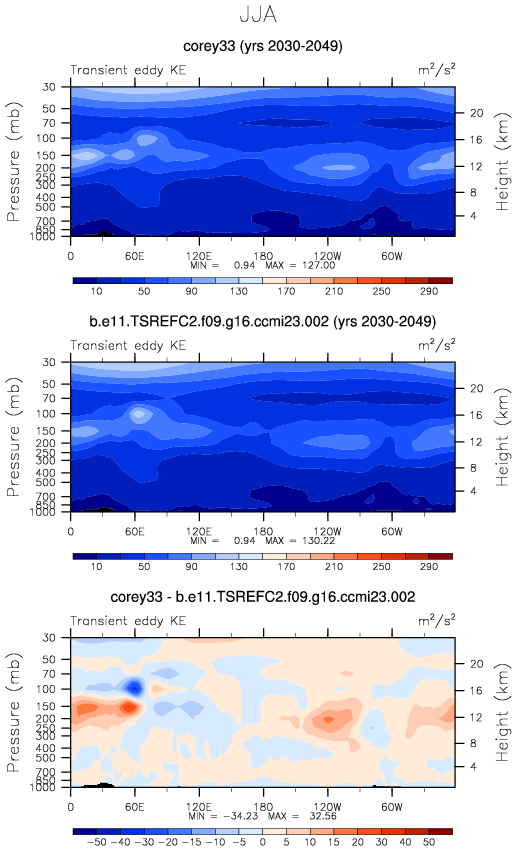 JJA
corey33 (yrs 2030-2049)
Transient eddy KE m²/s²
Pressure (mb)
30
50
70
100
150
200
250
300
400
500
700
850
1000
20
16
12
8
4
Height (km)
0 60E 120E 180 120W 60W
MIN = 0.94 MAX = 127.00
10 50 90 130 170 210 250 290
b.e11.TSREFC2.f09.g16.ccmi23.002 (yrs 2030-2049)
Transient eddy KE m²/s²
Pressure (mb)
30
50
70
100
150
200
250
300
400
500
700
850
1000
20
16
12
8
4
Height (km)
0 60E 120E 180 120W 60W
MIN = 0.94 MAX = 130.22
10 50 90 130 170 210 250 290
corey33 - b.e11.TSREFC2.f09.g16.ccmi23.002
Transient eddy KE m²/s²
Pressure (mb)
30
50
70
100
150
200
250
300
400
500
700
850
1000
20
16
12
8
4
Height (km)
0 60E 120E 180 120W 60W
MIN = -34.23 MAX = 32.56
-50 -40 -30 -20 -15 -10 -5 0 5 10 15 20 30 40 50